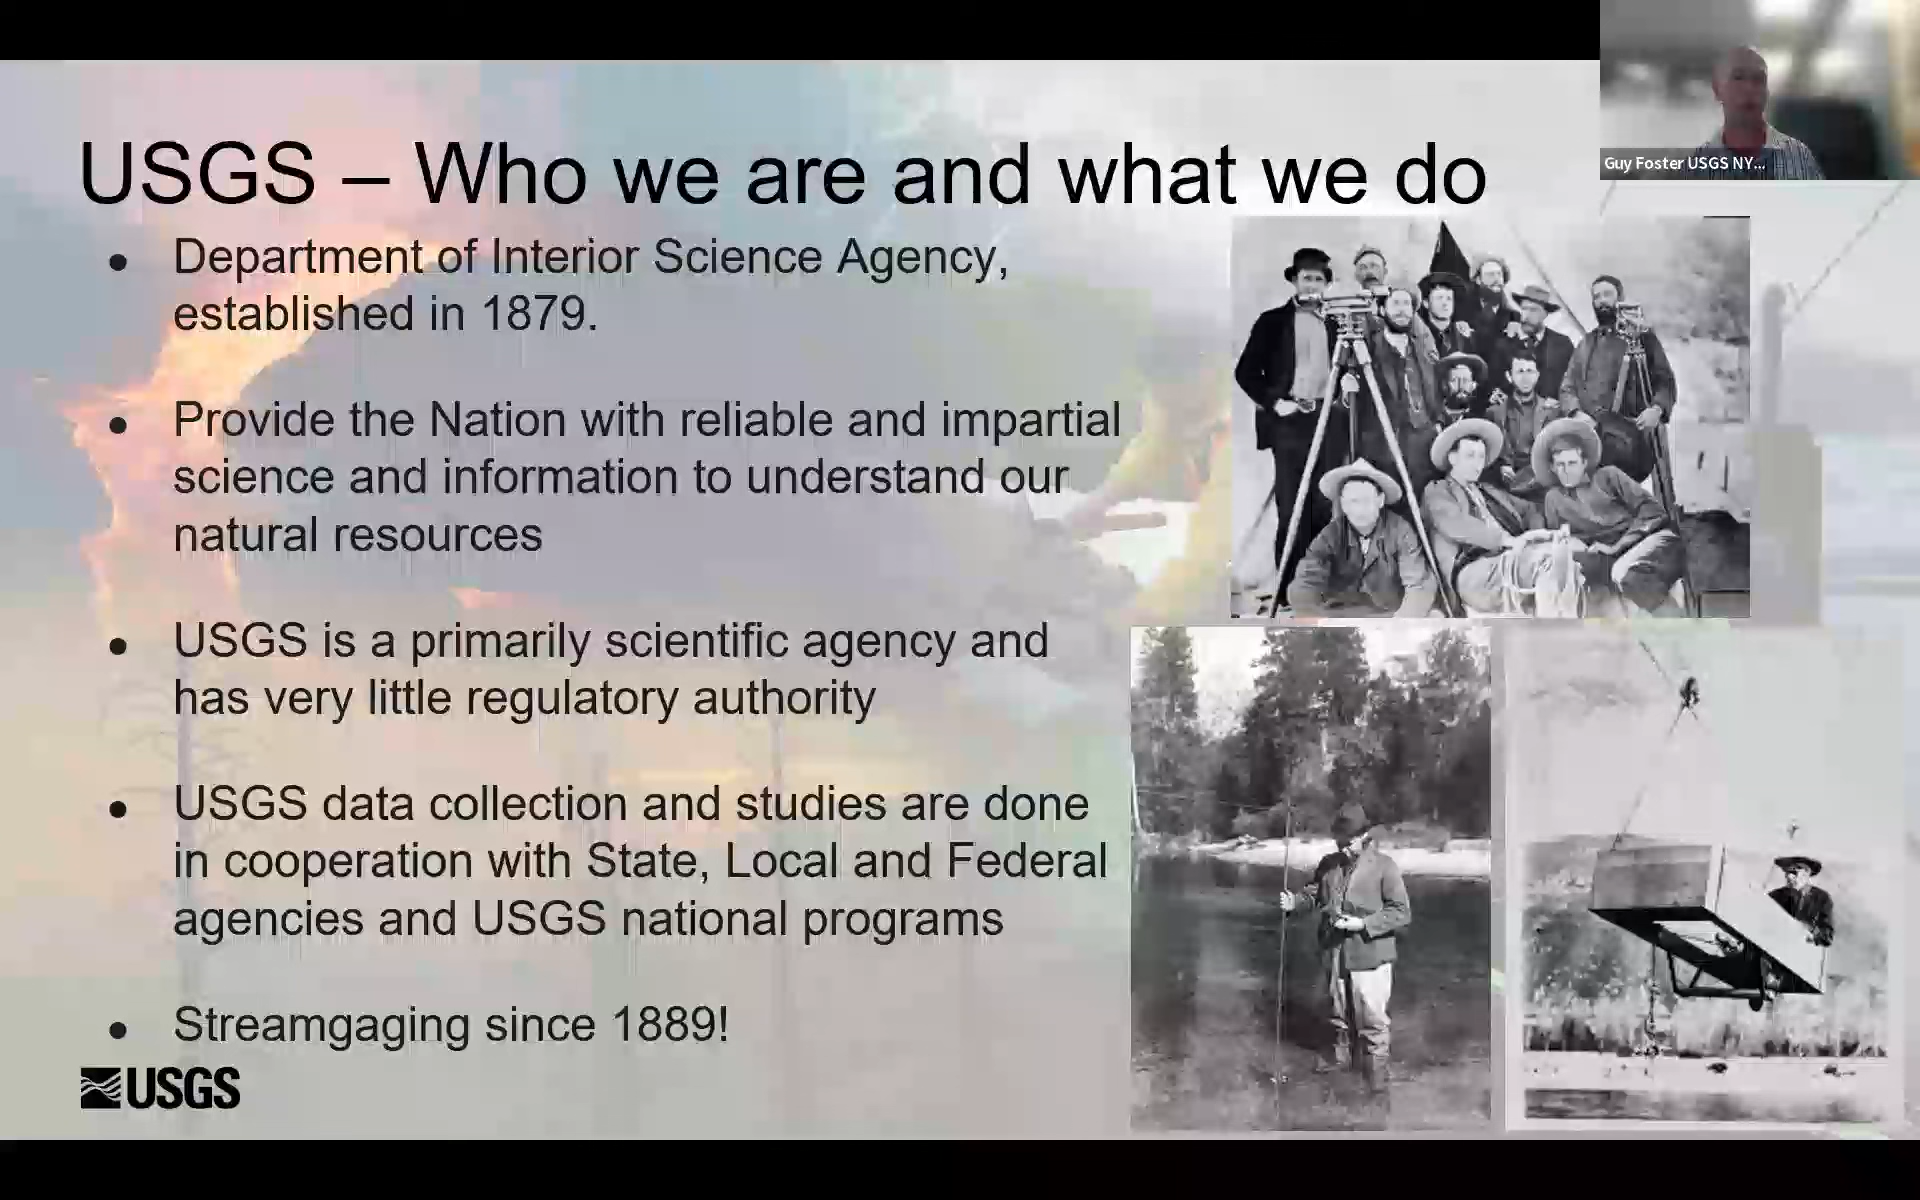 Guy Foster USGS NY...
USGS – Who we are and what we do
• Department of Interior Science Agency,
established in 1879.
• Provide the Nation with reliable and impartial
science and information to understand our
natural resources
• USGS is a primarily scientific agency and
has very little regulatory authority
• USGS data collection and studies are done
in cooperation with State, Local and Federal
agencies and USGS national programs
• Streamgaging since 1889!
USGS